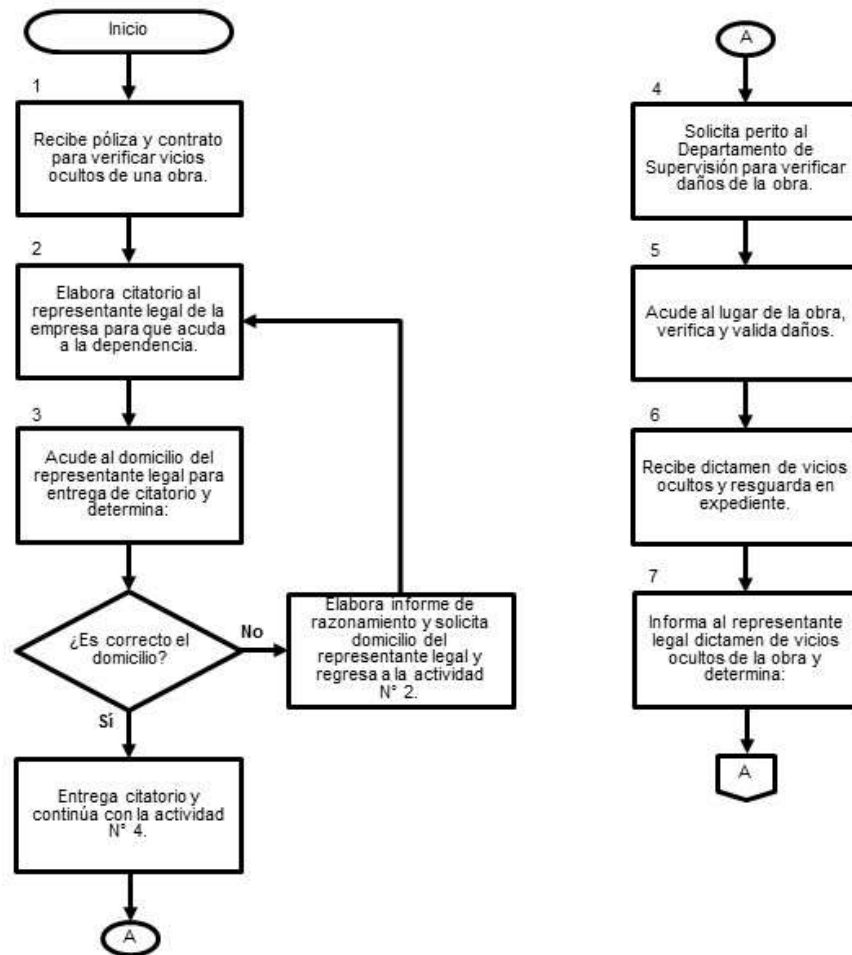 Inicio
1
Recibe póliza y contrato
para verificar vicios
ocultos de una obra.
2
Elabora citatorio al
representante legal de la
empresa para que acuda
a la dependencia.
3
Acude al domicilio del
representante legal para
entrega de citatorio y
determina:
¿Es correcto el
domicilio?
No
Elabora informe de
razonamiento y solicita
domicilio del
representante legal y
regresa a la actividad
N° 2.
Sí
Entrega citatorio y
continúa con la actividad
N° 4.
A
A
4
Solicita perito al
Departamento de
Supervisión para verificar
daños de la obra.
5
Acude al lugar de la obra,
verifica y valida daños.
6
Recibe dictamen de vicios
ocultos y resguarda en
expediente.
7
Informa al representante
legal dictamen de vicios
ocultos de la obra y
determina:
A